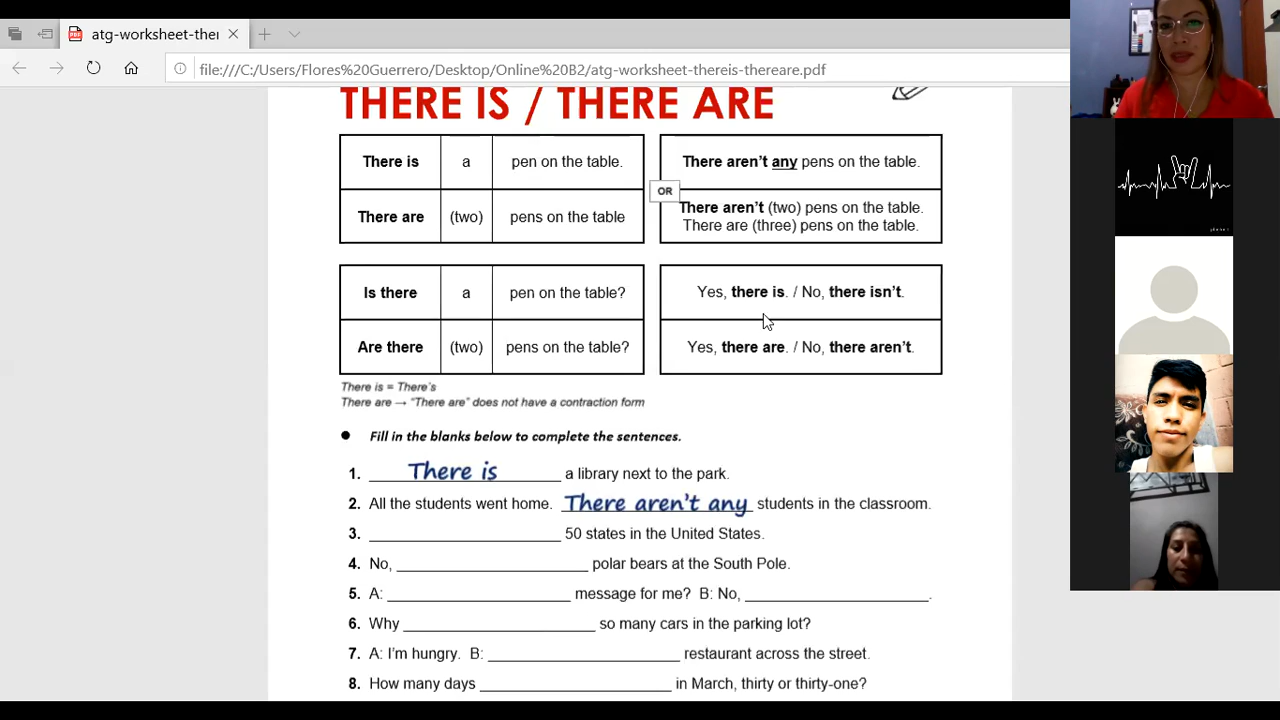 atg-worksheet-ther
file:///C:/Users/Flores%20Guerrero/Desktop/Online%20B2/atg-worksheet-thereis-thereare.pdf
THERE IS / THERE ARE
There is a pen on the table.
There are (two) pens on the table
There aren't any pens on the table.
OR
There aren't (two) pens on the table.
There are (three) pens on the table.
Is there a pen on the table?
Are there (two) pens on the table?
Yes, there is. / No, there isn't.
Yes, there are. / No, there aren't.
There is = There's
There are → "There are" does not have a contraction form
● Fill in the blanks below to complete the sentences.
1. There is a library next to the park.
2. All the students went home. There aren't any students in the classroom.
3. ____________________ 50 states in the United States.
4. No, ____________________ polar bears at the South Pole.
5. A: ____________________ message for me? B: No, ____________________.
6. Why ____________________ so many cars in the parking lot?
7. A: I'm hungry. B: ____________________ restaurant across the street.
8. How many days ____________________ in March, thirty or thirty-one?